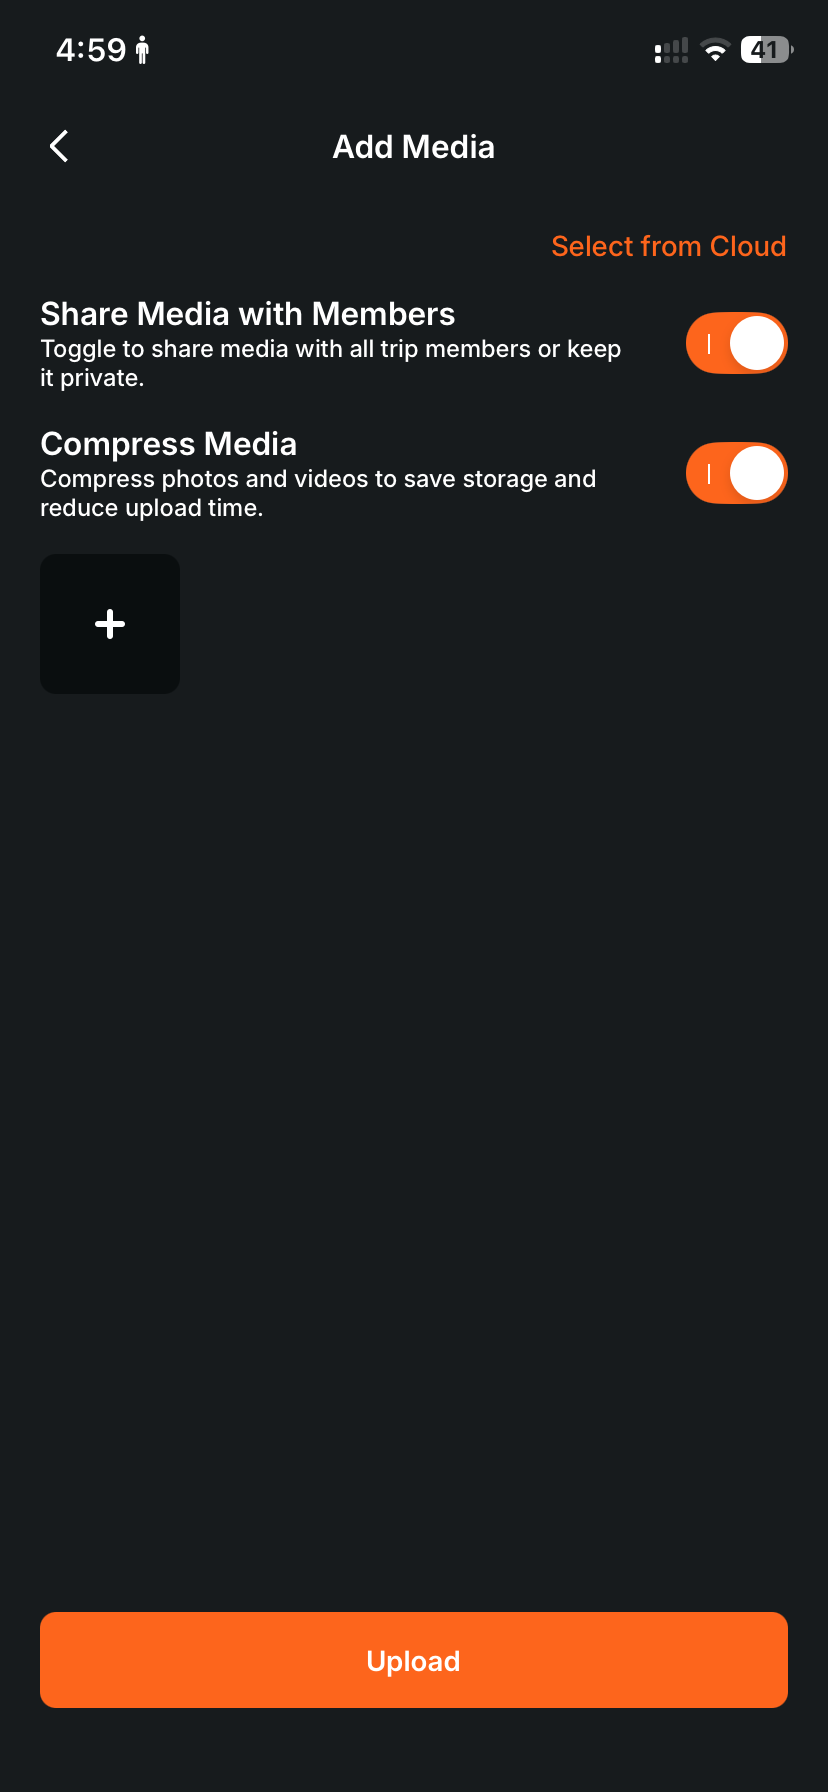 4:59
41
Add Media
Select from Cloud
Share Media with Members
Toggle to share media with all trip members or keep
it private.
Compress Media
Compress photos and videos to save storage and
reduce upload time.
Upload